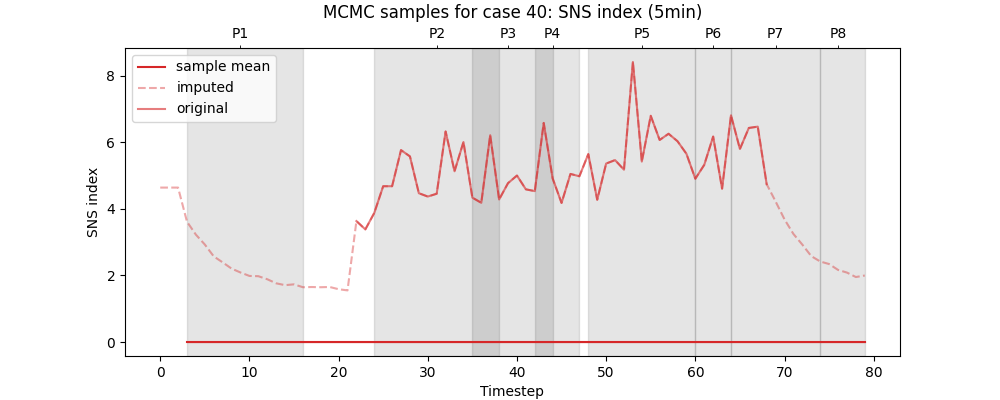 MCMC samples for case 40: SNS index (5min)
P1 P2 P3 P4 P5 P6 P7 P8
sample mean
imputed
original
SNS index
8
6
4
2
0
0 10 20 30 40 50 60 70 80
Timestep